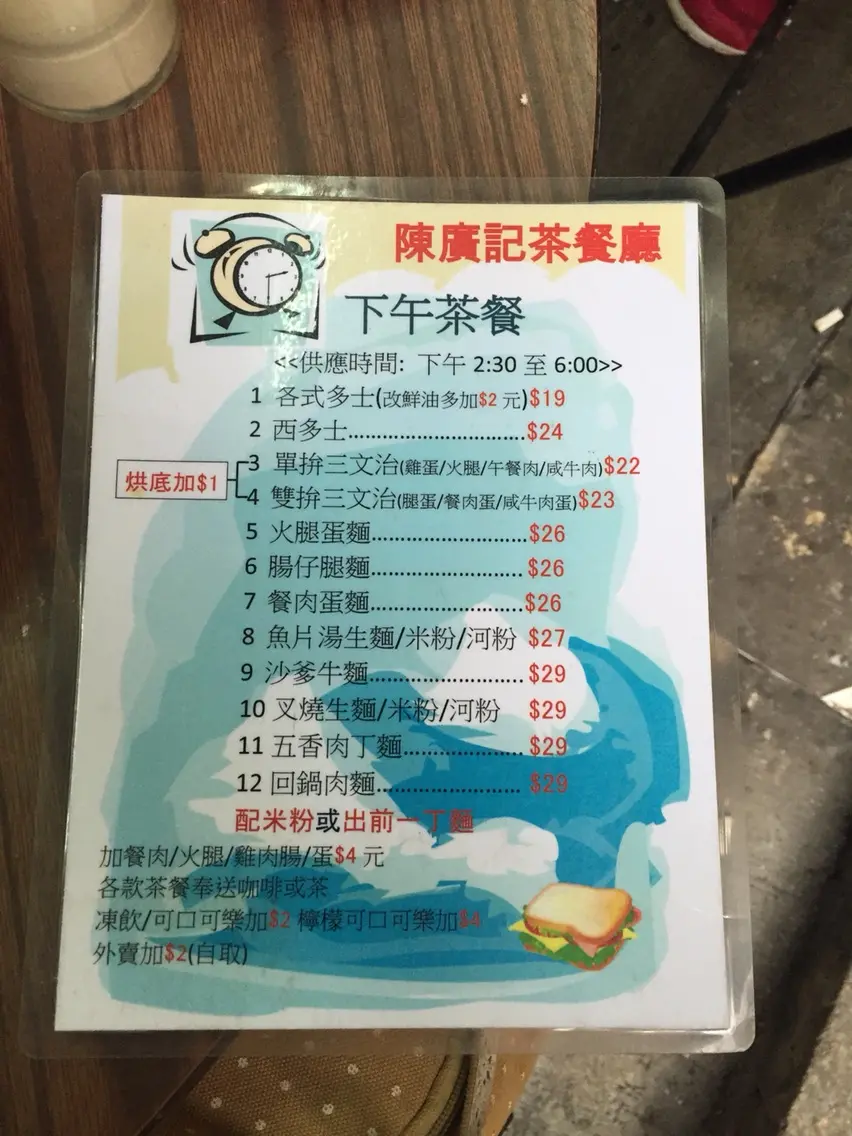 陳廣記茶餐廳
下午茶餐
<<供應時間: 下午 2:30 至 6:00>>
1 各式多士(改鮮油多加$2 元)$19
2 西多士..............................$24
3 單拚三文治(雞蛋/火腿/午餐肉/咸牛肉)$22
烘底加$1
4 雙拚三文治(腿蛋/餐肉蛋/咸牛肉蛋)$23
5 火腿蛋麵..........................$26
6 腸仔腿麵..........................$26
7 餐肉蛋麵..........................$26
8 魚片湯生麵/米粉/河粉 $27
9 沙爹牛麵.......................... $29
10 叉燒生麵/米粉/河粉 $29
11 五香肉丁麵.................... $29
12 回鍋肉麵........................ $29
配米粉或出前一丁麵
加餐肉/火腿/雞肉腸/蛋$4 元
各款茶餐奉送咖啡或茶
凍飲/可口可樂加$2 檸檬可口可樂加$4
外賣加$2(自取)